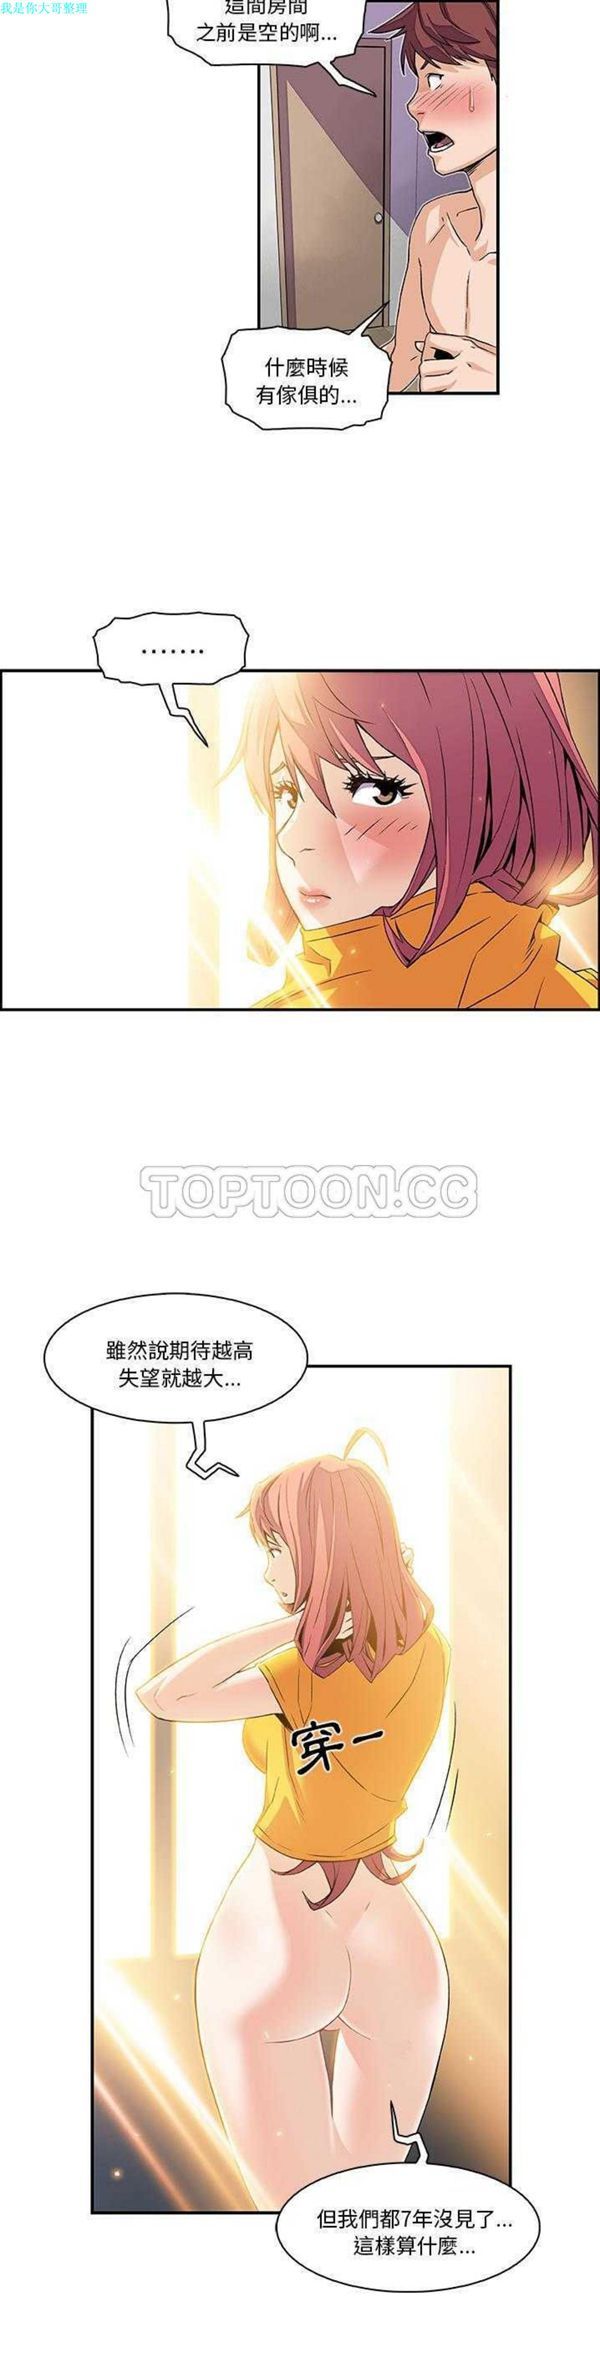 我是你大哥整理
這間房間
之前是空的啊...
什麼時候
有傢俱的...
.......
TOPTOON.CC
雖然說期待越高
失望就越大...
穿一
但我們都7年沒見了...
這樣算什麼...